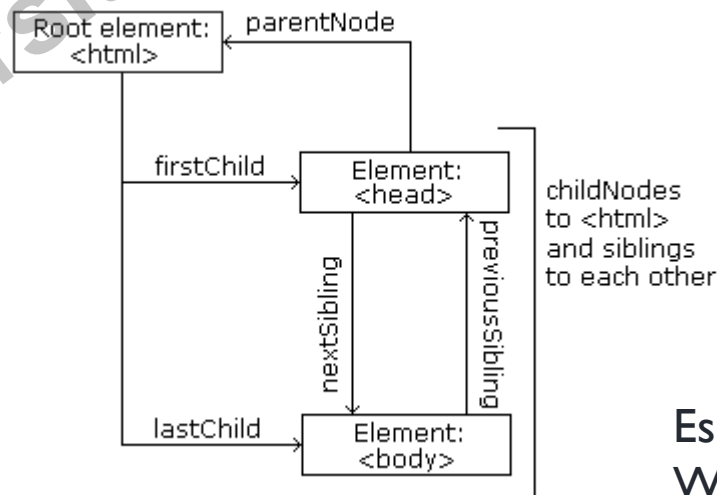 Root element:
<html>
parentNode
firstChild
Element:
<head>
childNodes
to <html>
and siblings
to each other
nextSibling
previousSibling
lastChild
Element:
<body>
Es